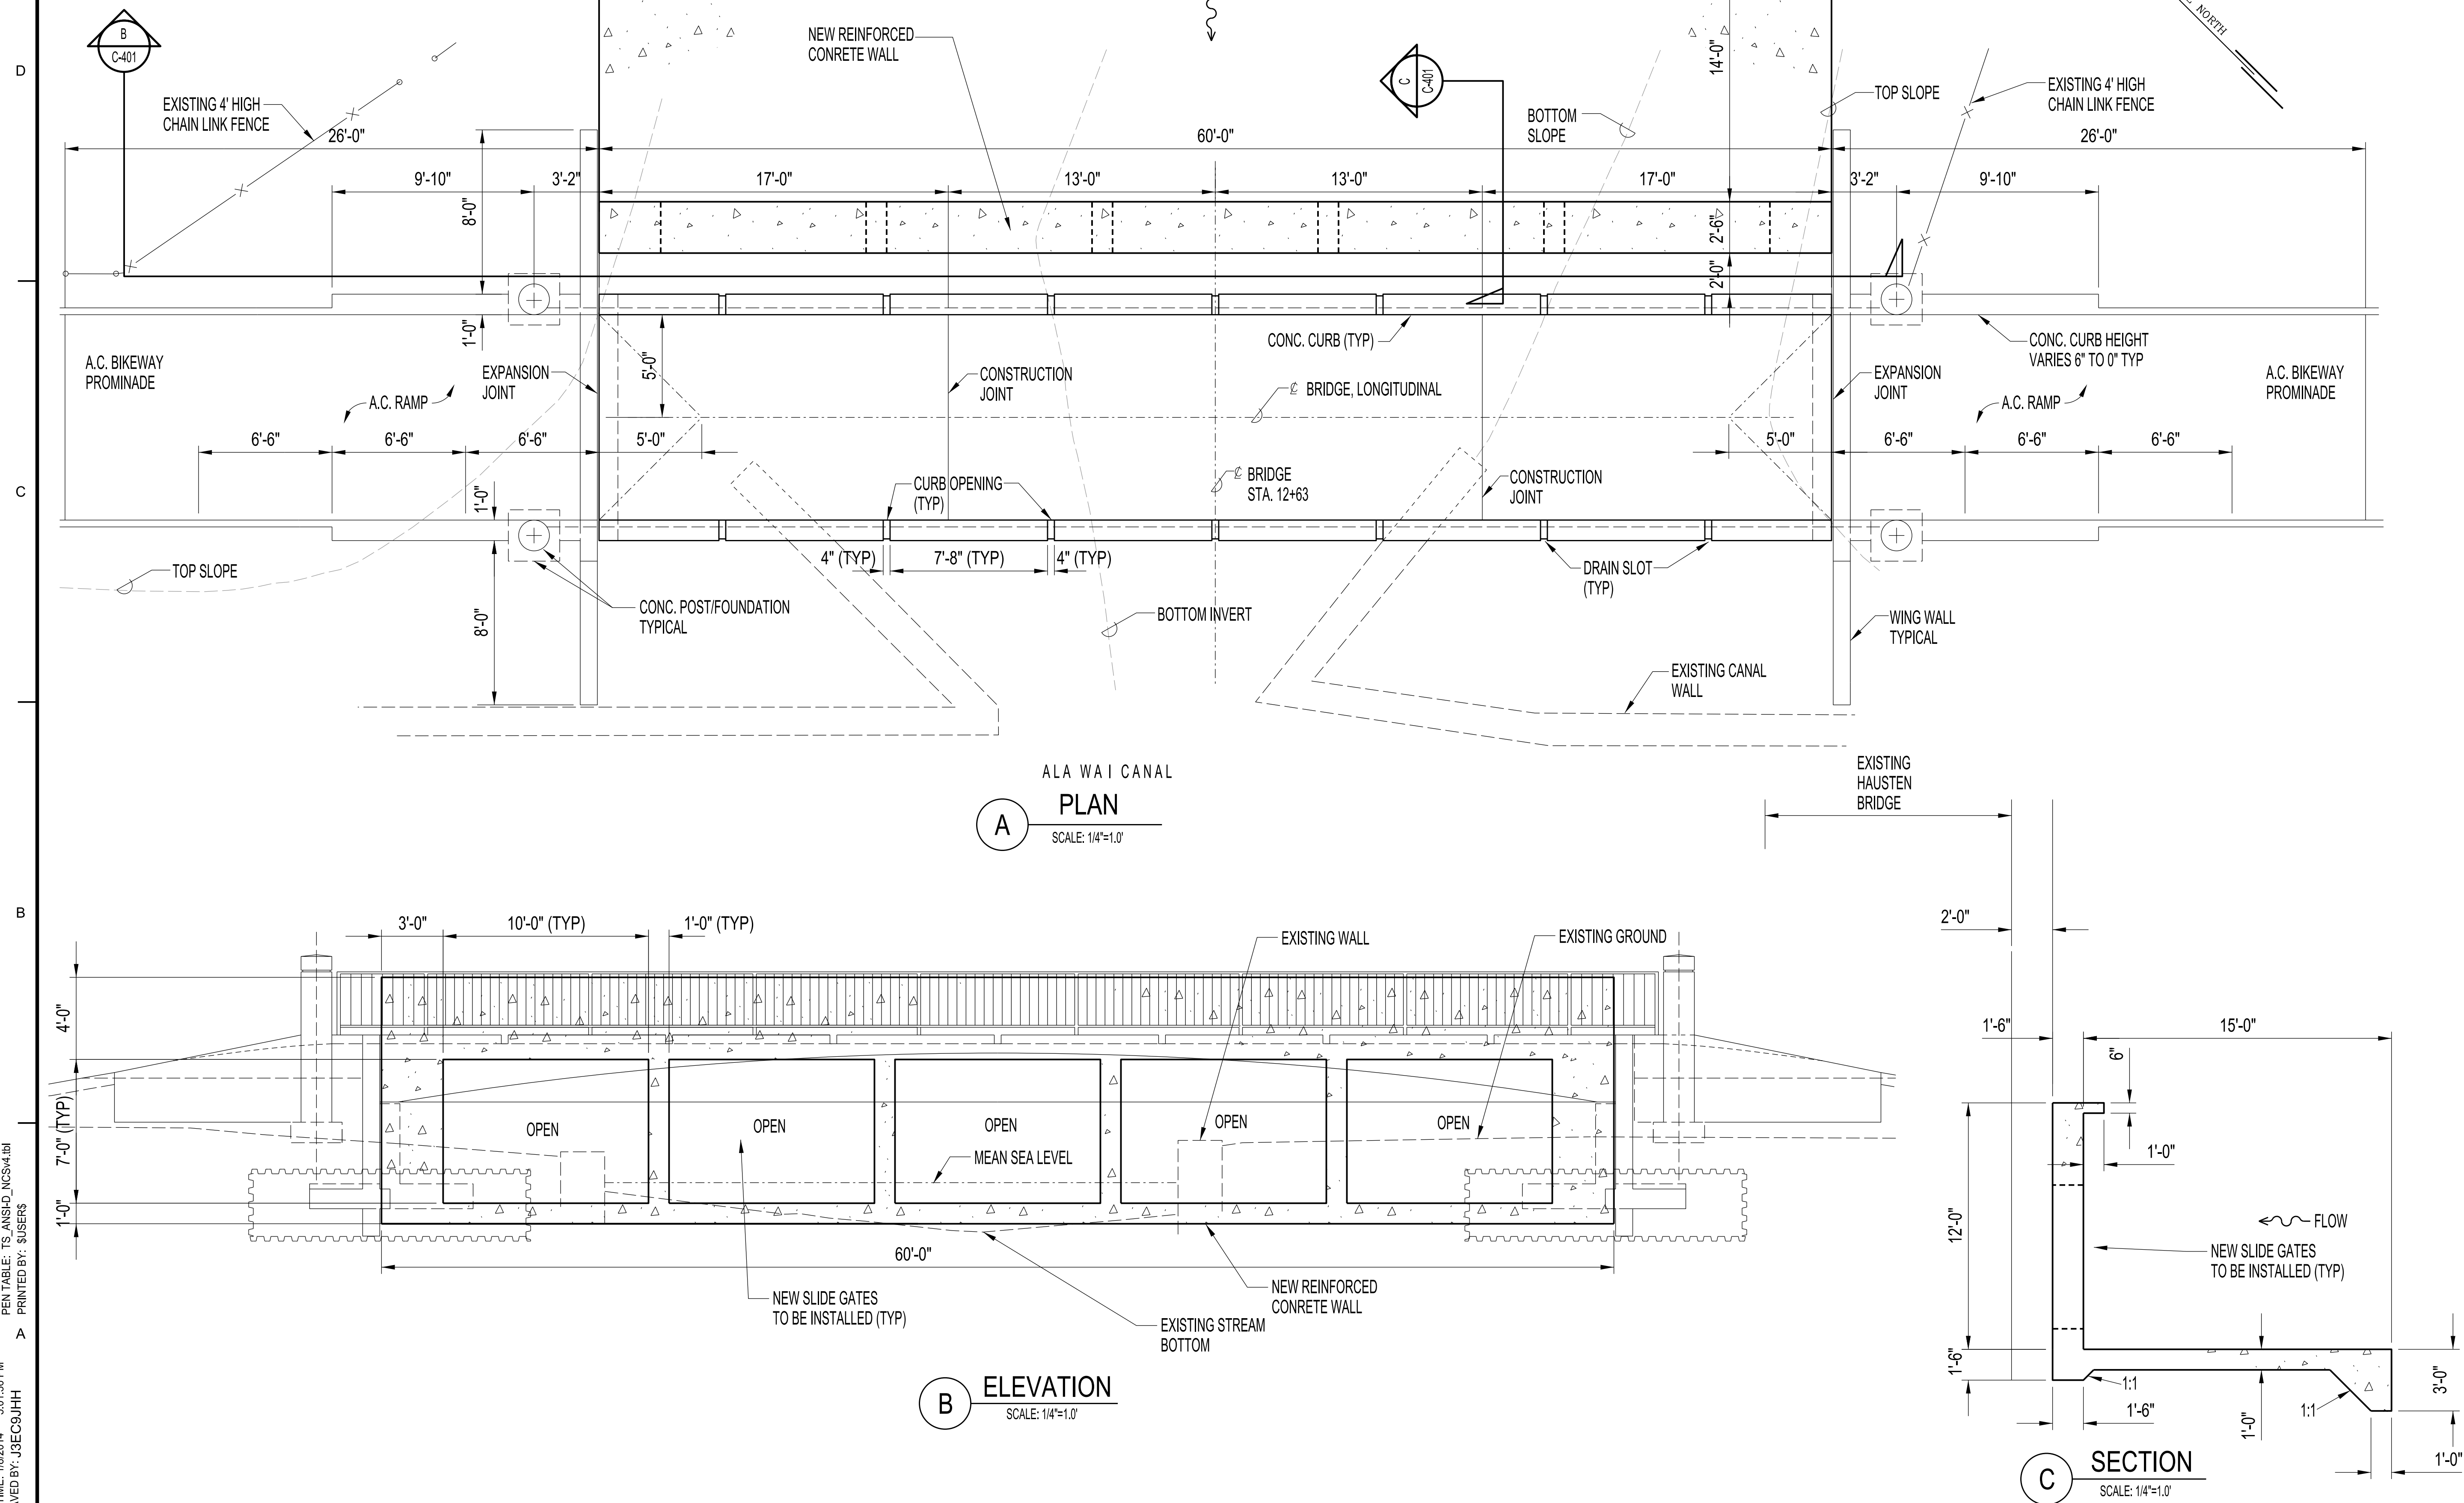 D
C
B
A
B
C-401
NEW REINFORCED
CONRETE WALL
C
C-401
14'-0"
NORTH
EXISTING 4' HIGH
CHAIN LINK FENCE
BOTTOM
SLOPE
TOP SLOPE
EXISTING 4' HIGH
CHAIN LINK FENCE
26'-0"
60'-0"
26'-0"
9'-10"
3'-2"
17'-0"
13'-0"
13'-0"
17'-0"
3'-2"
9'-10"
8'-0"
2'-6"
2'-0"
1'-0"
5'-0"
CONC. CURB (TYP)
CONC. CURB HEIGHT
VARIES 6" TO 0" TYP
A.C. BIKEWAY
PROMINADE
EXPANSION
JOINT
A.C. RAMP
CONSTRUCTION
JOINT
℄ BRIDGE, LONGITUDINAL
EXPANSION
JOINT
A.C. RAMP
A.C. BIKEWAY
PROMINADE
6'-6"
6'-6"
6'-6"
5'-0"
5'-0"
6'-6"
6'-6"
6'-6"
1'-0"
CURB OPENING
(TYP)
℄ BRIDGE
STA. 12+63
CONSTRUCTION
JOINT
4" (TYP)
7'-8" (TYP)
4" (TYP)
TOP SLOPE
DRAIN SLOT
(TYP)
8'-0"
CONC. POST/FOUNDATION
TYPICAL
BOTTOM INVERT
WING WALL
TYPICAL
EXISTING CANAL
WALL
ALA WAI CANAL
A
PLAN
SCALE: 1/4"=1.0'
EXISTING
HAUSTEN
BRIDGE
3'-0"
10'-0" (TYP)
1'-0" (TYP)
EXISTING WALL
EXISTING GROUND
4'-0"
7'-0" (TYP)
1'-0"
OPEN
OPEN
OPEN
OPEN
OPEN
MEAN SEA LEVEL
60'-0"
NEW SLIDE GATES
TO BE INSTALLED (TYP)
NEW REINFORCED
CONRETE WALL
EXISTING STREAM
BOTTOM
B
ELEVATION
SCALE: 1/4"=1.0'
2'-0"
1'-6"
15'-0"
6"
1'-0"
12'-0"
FLOW
NEW SLIDE GATES
TO BE INSTALLED (TYP)
1'-6"
1:1
1'-6"
1'-0"
1:1
3'-0"
1'-0"
C
SECTION
SCALE: 1/4"=1.0'
PEN TABLE: TS_ANSI-D_NCSv4.tbl
PRINTED BY: $USER$
VED BY: J3EC9JHH